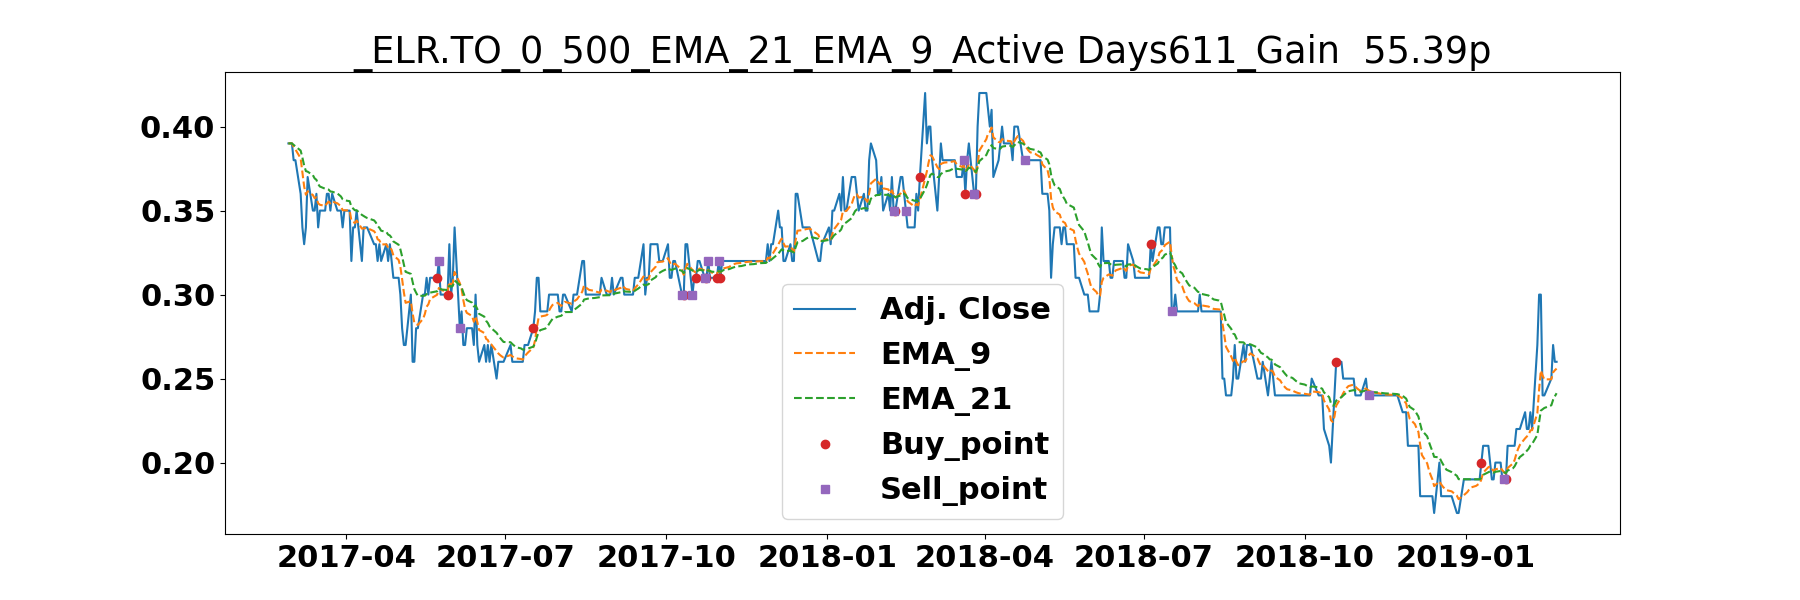 _ELR.TO_0_500_EMA_21_EMA_9_Active Days611_Gain  55.39p
0.40
0.35
0.30
0.25
0.20
Adj. Close
EMA_9
EMA_21
Buy_point
Sell_point
2017-04 2017-07 2017-10 2018-01 2018-04 2018-07 2018-10 2019-01